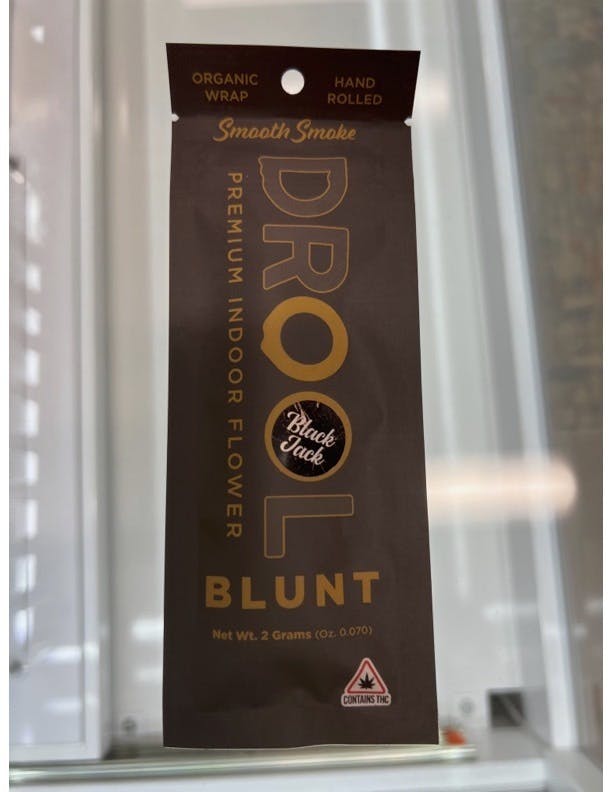 ORGANIC
WRAP
HAND
ROLLED
Smooth Smoke
DROOL
PREMIUM INDOOR FLOWER
Black
Jack
BLUNT
Net Wt. 2 Grams (Oz. 0.070)
CONTAINS THC